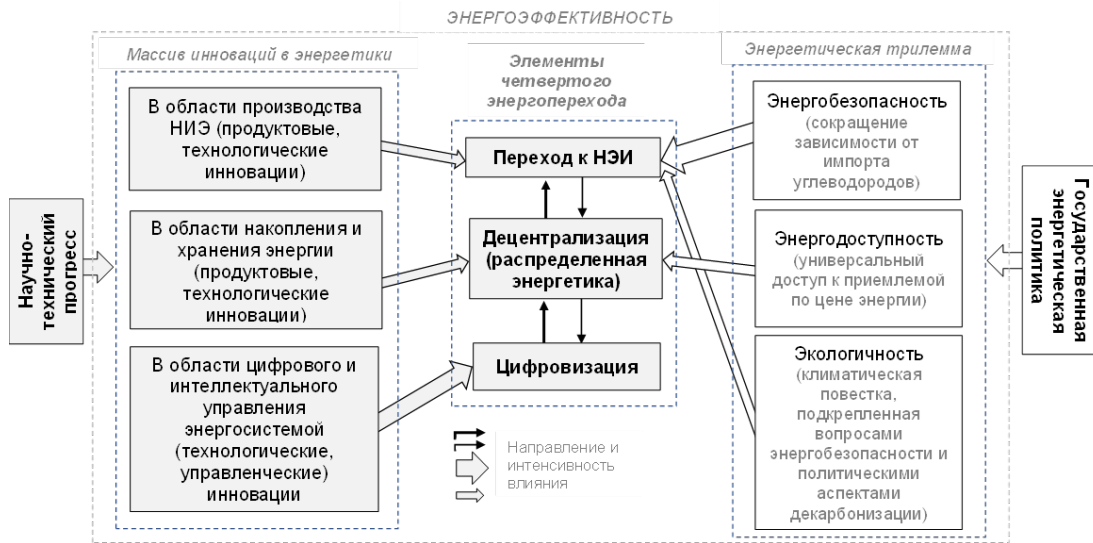 ЭНЕРГОЭФФЕКТИВНОСТЬ
Массив инноваций в энергетики
В области производства
НИЭ (продуктовые,
технологические
инновации)
В области накопления и
хранения энергии
(продуктовые,
технологические
инновации)
В области цифрового и
интеллектуального
управления
энергосистемой
(технологические,
управленческие)
инновации
Научно-
технический
прогресс
Элементы
четвертого
энергоперехода
Переход к НЭИ
Децентрализация
(распределенная
энергетика)
Цифровизация
Направление и
интенсивность
влияния
Энергетическая трилемма
Энергобезопасность
(сокращение
зависимости от
импорта
углеводородов)
Энергодоступность
(универсальный
доступ к приемлемой
по цене энергии)
Экологичность
(климатическая
повестка,
подкрепленная
вопросами
энергобезопасности и
политическими
аспектами
декарбонизации)
Государственная
энергетическая
политика